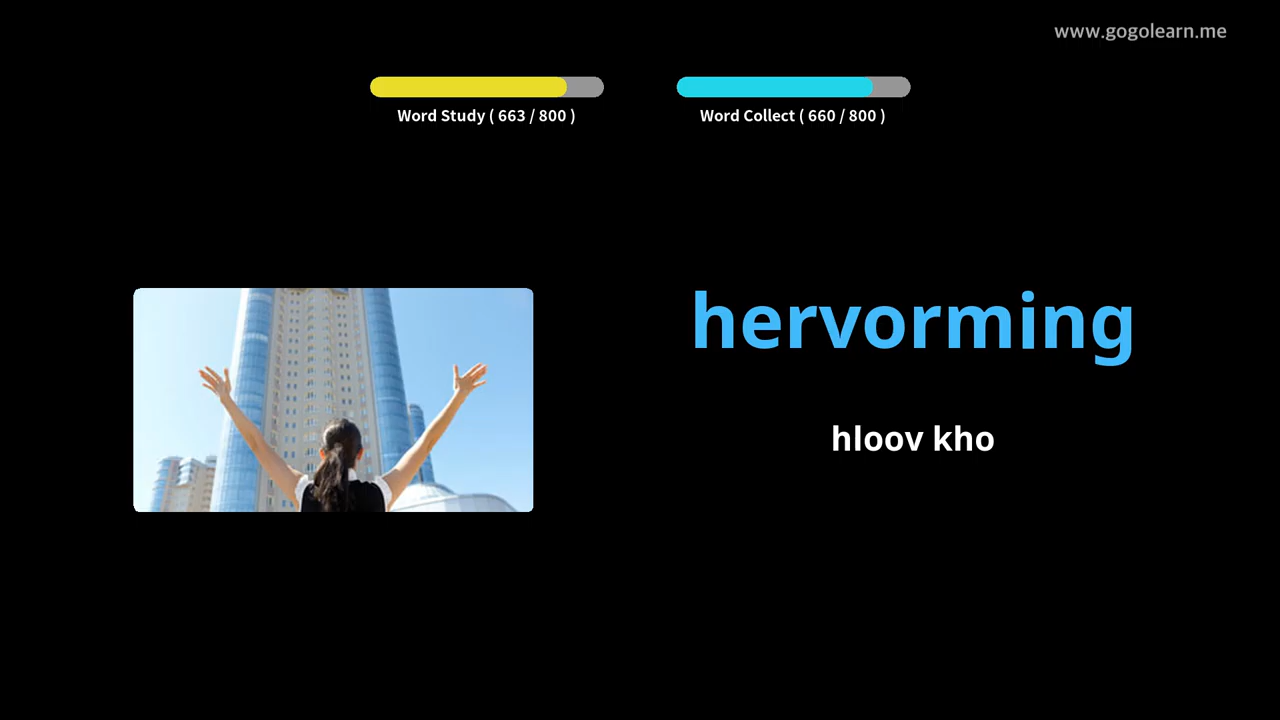 www.gogolearn.me
Word Study ( 663 / 800 )
Word Collect ( 660 / 800 )
hervorming
hloov kho